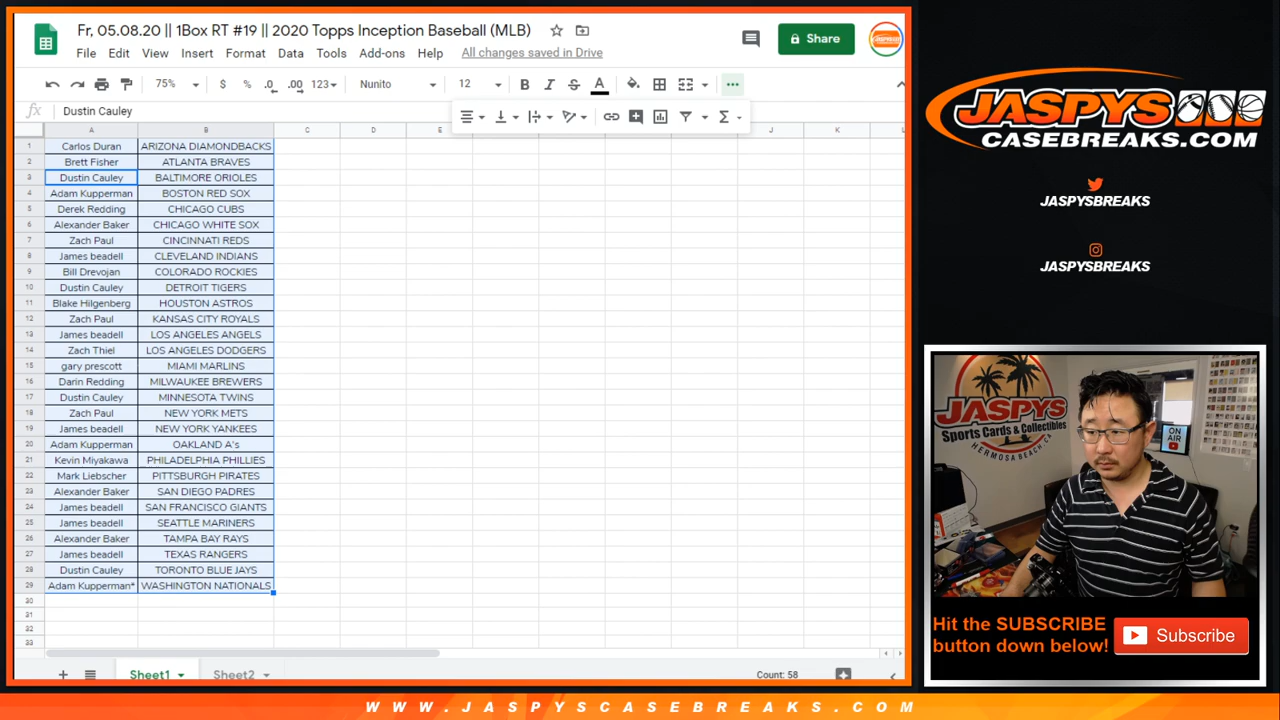 Fr, 05.08.20 || 1Box RT #19 || 2020 Topps Inception Baseball (MLB)
File Edit View Insert Format Data Tools Add-ons Help All changes saved in Drive
Share
75% $ % .0 .00 123 Nunito 12 B I S A
fx Dustin Cauley
A B C D E J K
1 Carlos Duran ARIZONA DIAMONDBACKS
2 Brett Fisher ATLANTA BRAVES
3 Dustin Cauley BALTIMORE ORIOLES
4 Adam Kupperman BOSTON RED SOX
5 Derek Redding CHICAGO CUBS
6 Alexander Baker CHICAGO WHITE SOX
7 Zach Paul CINCINNATI REDS
8 James beadell CLEVELAND INDIANS
9 Bill Drevojan COLORADO ROCKIES
10 Dustin Cauley DETROIT TIGERS
11 Blake Hilgenberg HOUSTON ASTROS
12 Zach Paul KANSAS CITY ROYALS
13 James beadell LOS ANGELES ANGELS
14 Zach Thiel LOS ANGELES DODGERS
15 gary prescott MIAMI MARLINS
16 Darin Redding MILWAUKEE BREWERS
17 Dustin Cauley MINNESOTA TWINS
18 Zach Paul NEW YORK METS
19 James beadell NEW YORK YANKEES
20 Adam Kupperman OAKLAND A's
21 Kevin Miyakawa PHILADELPHIA PHILLIES
22 Mark Liebscher PITTSBURGH PIRATES
23 Alexander Baker SAN DIEGO PADRES
24 James beadell SAN FRANCISCO GIANTS
25 James beadell SEATTLE MARINERS
26 Alexander Baker TAMPA BAY RAYS
27 James beadell TEXAS RANGERS
28 Dustin Cauley TORONTO BLUE JAYS
29 Adam Kupperman* WASHINGTON NATIONALS
30
31
32
33
Sheet1 Sheet2 Count: 58
JASPYS
CASEBREAKS.COM
JASPYSBREAKS
JASPYSBREAKS
JASPYS
Sports Cards & Collectibles
HERMOSA BEACH, CA
ON AIR
Hit the SUBSCRIBE
button down below!
Subscribe
WWW.JASPYSCASEBREAKS.COM